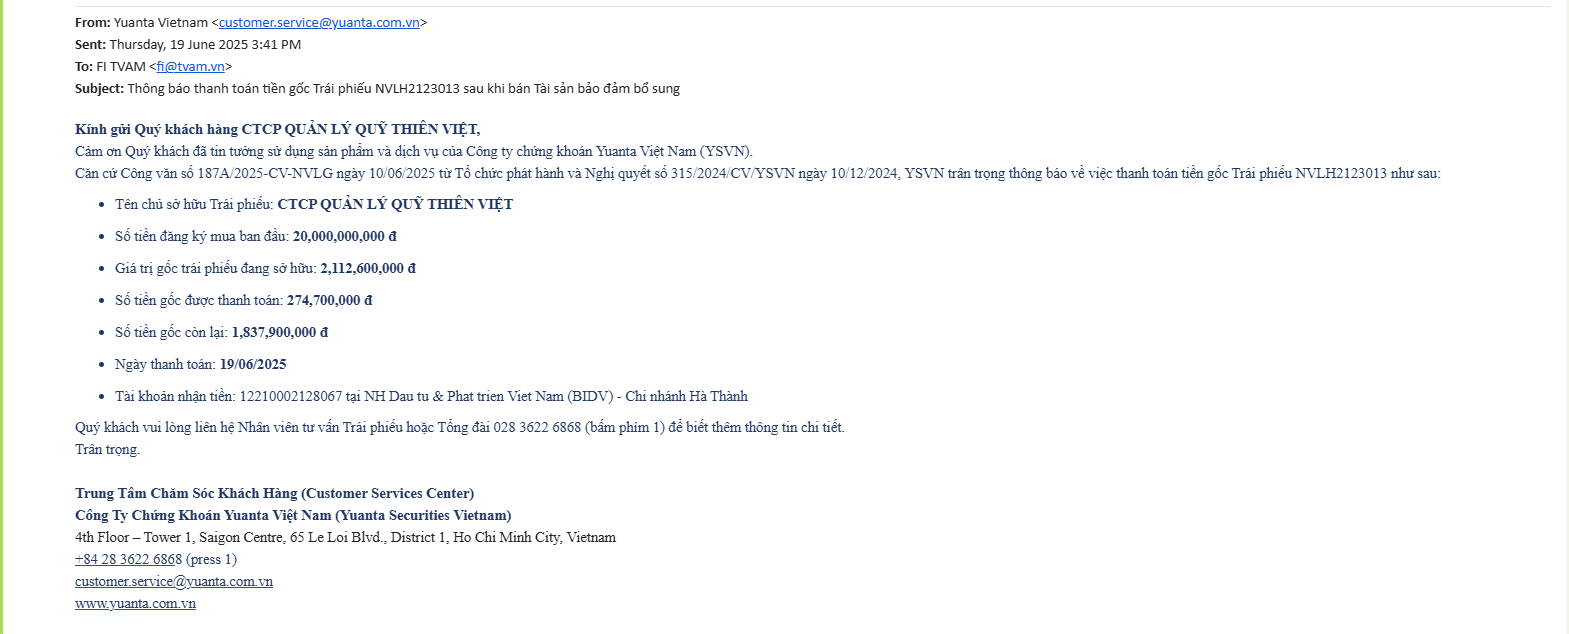 From: Yuanta Vietnam <customer.service@yuanta.com.vn>
Sent: Thursday, 19 June 2025 3:41 PM
To: FI TVAM <fi@tvam.vn>
Subject: Thông báo thanh toán tiền gốc Trái phiếu NVLH2123013 sau khi bán Tài sản bảo đảm bổ sung
Kính gửi Quý khách hàng CTCP QUẢN LÝ QUỸ THIÊN VIỆT,
Cảm ơn Quý khách đã tin tưởng sử dụng sản phẩm và dịch vụ của Công ty chứng khoán Yuanta Việt Nam (YSVN).
Căn cứ Công văn số 187A/2025-CV-NVLG ngày 10/06/2025 từ Tổ chức phát hành và Nghị quyết số 315/2024/CV/YSVN ngày 10/12/2024, YSVN trân trọng thông báo về việc thanh toán tiền gốc Trái phiếu NVLH2123013 như sau:
• Tên chủ sở hữu Trái phiếu: CTCP QUẢN LÝ QUỸ THIÊN VIỆT
• Số tiền đăng ký mua ban đầu: 20,000,000,000 đ
• Giá trị gốc trái phiếu đang sở hữu: 2,112,600,000 đ
• Số tiền gốc được thanh toán: 274,700,000 đ
• Số tiền gốc còn lại: 1,837,900,000 đ
• Ngày thanh toán: 19/06/2025
• Tài khoản nhận tiền: 12210002128067 tại NH Dau tu & Phat trien Viet Nam (BIDV) - Chi nhánh Hà Thành
Quý khách vui lòng liên hệ Nhân viên tư vấn Trái phiếu hoặc Tổng đài 028 3622 6868 (bấm phím 1) để biết thêm thông tin chi tiết.
Trân trọng.
Trung Tâm Chăm Sóc Khách Hàng (Customer Services Center)
Công Ty Chứng Khoán Yuanta Việt Nam (Yuanta Securities Vietnam)
4th Floor – Tower 1, Saigon Centre, 65 Le Loi Blvd., District 1, Ho Chi Minh City, Vietnam
+84 28 3622 6868 (press 1)
customer.service@yuanta.com.vn
www.yuanta.com.vn